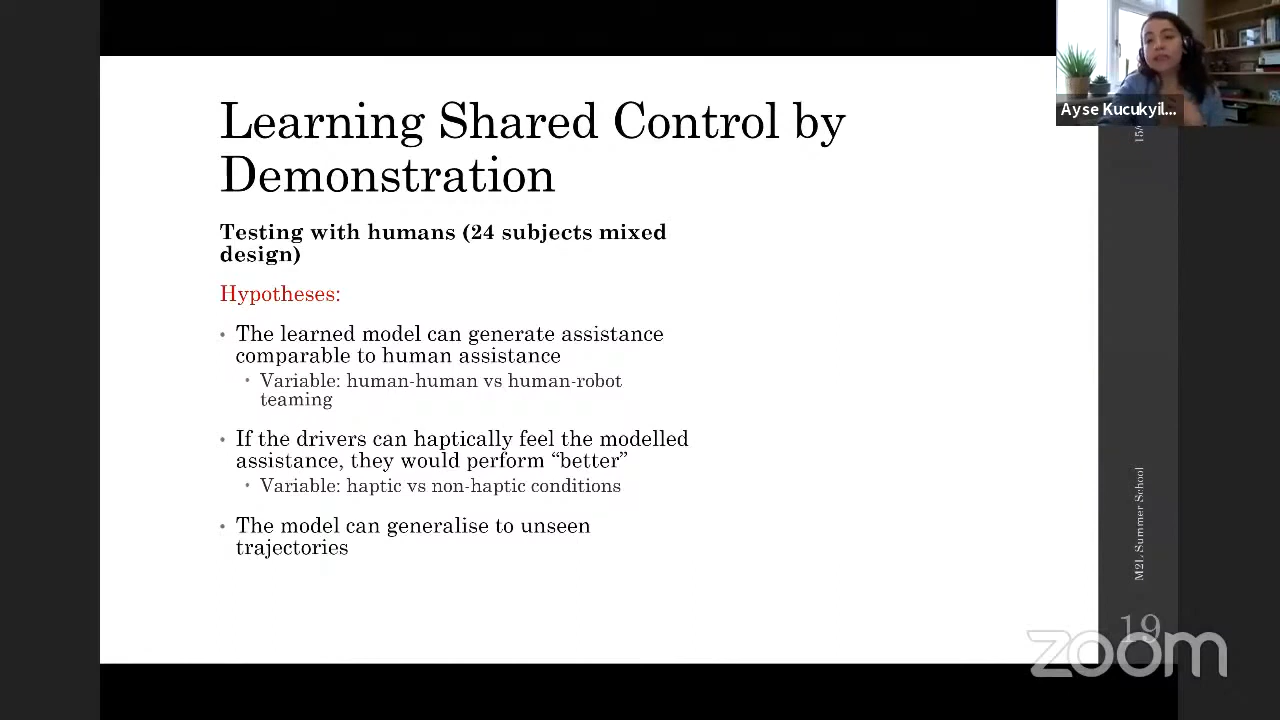 Learning Shared Control by
Demonstration
Testing with humans (24 subjects mixed
design)
Hypotheses:
• The learned model can generate assistance
comparable to human assistance
• Variable: human-human vs human-robot
teaming
• If the drivers can haptically feel the modelled
assistance, they would perform “better”
• Variable: haptic vs non-haptic conditions
• The model can generalise to unseen
trajectories
Ayse Kucukyil...
15/
M2L Summer School
19
zoom